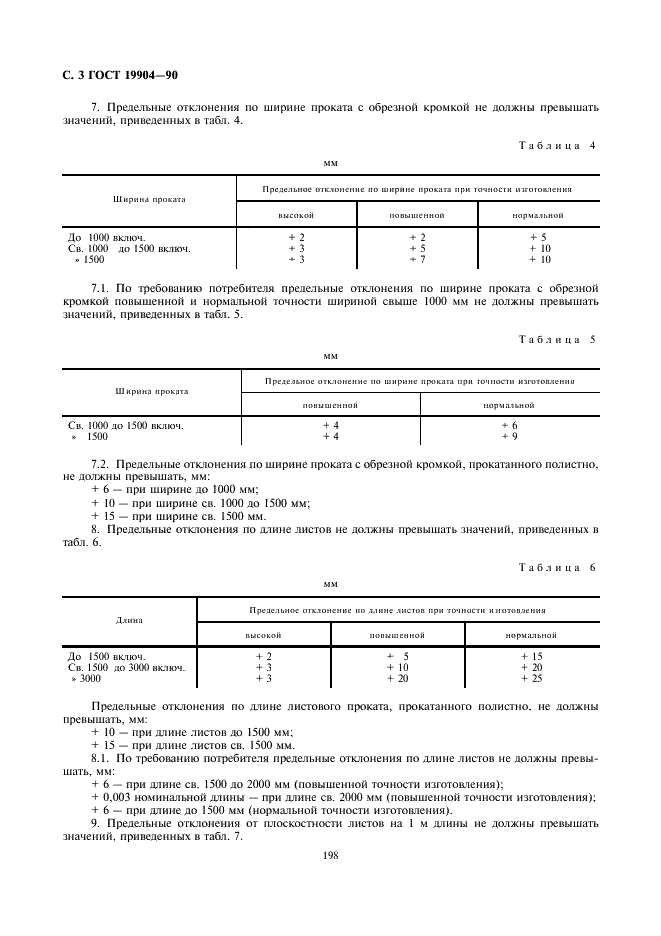 С. 3 ГОСТ 19904—90
7. Предельные отклонения по ширине проката с обрезной кромкой не должны превышать
значений, приведенных в табл. 4.
Таблица 4
мм
Ширина проката
Предельное отклонение по ширине проката при точности изготовления
высокой повышенной нормальной
До 1000 включ. + 2 + 2 + 5
Св. 1000 до 1500 включ. + 3 + 5 + 10
» 1500 + 3 + 7 + 10
7.1. По требованию потребителя предельные отклонения по ширине проката с обрезной
кромкой повышенной и нормальной точности шириной свыше 1000 мм не должны превышать
значений, приведенных в табл. 5.
Таблица 5
мм
Ширина проката
Предельное отклонение по ширине проката при точности изготовления
повышенной нормальной
Св. 1000 до 1500 включ. + 4 + 6
» 1500 + 4 + 9
7.2. Предельные отклонения по ширине проката с обрезной кромкой, прокатанного полистно,
не должны превышать, мм:
+ 6 — при ширине до 1000 мм;
+ 10 — при ширине св. 1000 до 1500 мм;
+ 15 — при ширине св. 1500 мм.
8. Предельные отклонения по длине листов не должны превышать значений, приведенных в
табл. 6.
Таблица 6
мм
Длина
Предельное отклонение по длине листов при точности изготовления
высокой повышенной нормальной
До 1500 включ. + 2 + 5 + 15
Св. 1500 до 3000 включ. + 3 + 10 + 20
» 3000 + 3 + 20 + 25
Предельные отклонения по длине листового проката, прокатанного полистно, не должны
превышать, мм:
+ 10 — при длине листов до 1500 мм;
+ 15 — при длине листов св. 1500 мм.
8.1. По требованию потребителя предельные отклонения по длине листов не должны превы-
шать, мм:
+ 6 — при длине св. 1500 до 2000 мм (повышенной точности изготовления);
+ 0,003 номинальной длины — при длине св. 2000 мм (повышенной точности изготовления);
+ 6 — при длине до 1500 мм (нормальной точности изготовления).
9. Предельные отклонения от плоскостности листов на 1 м длины не должны превышать
значений, приведенных в табл. 7.
198